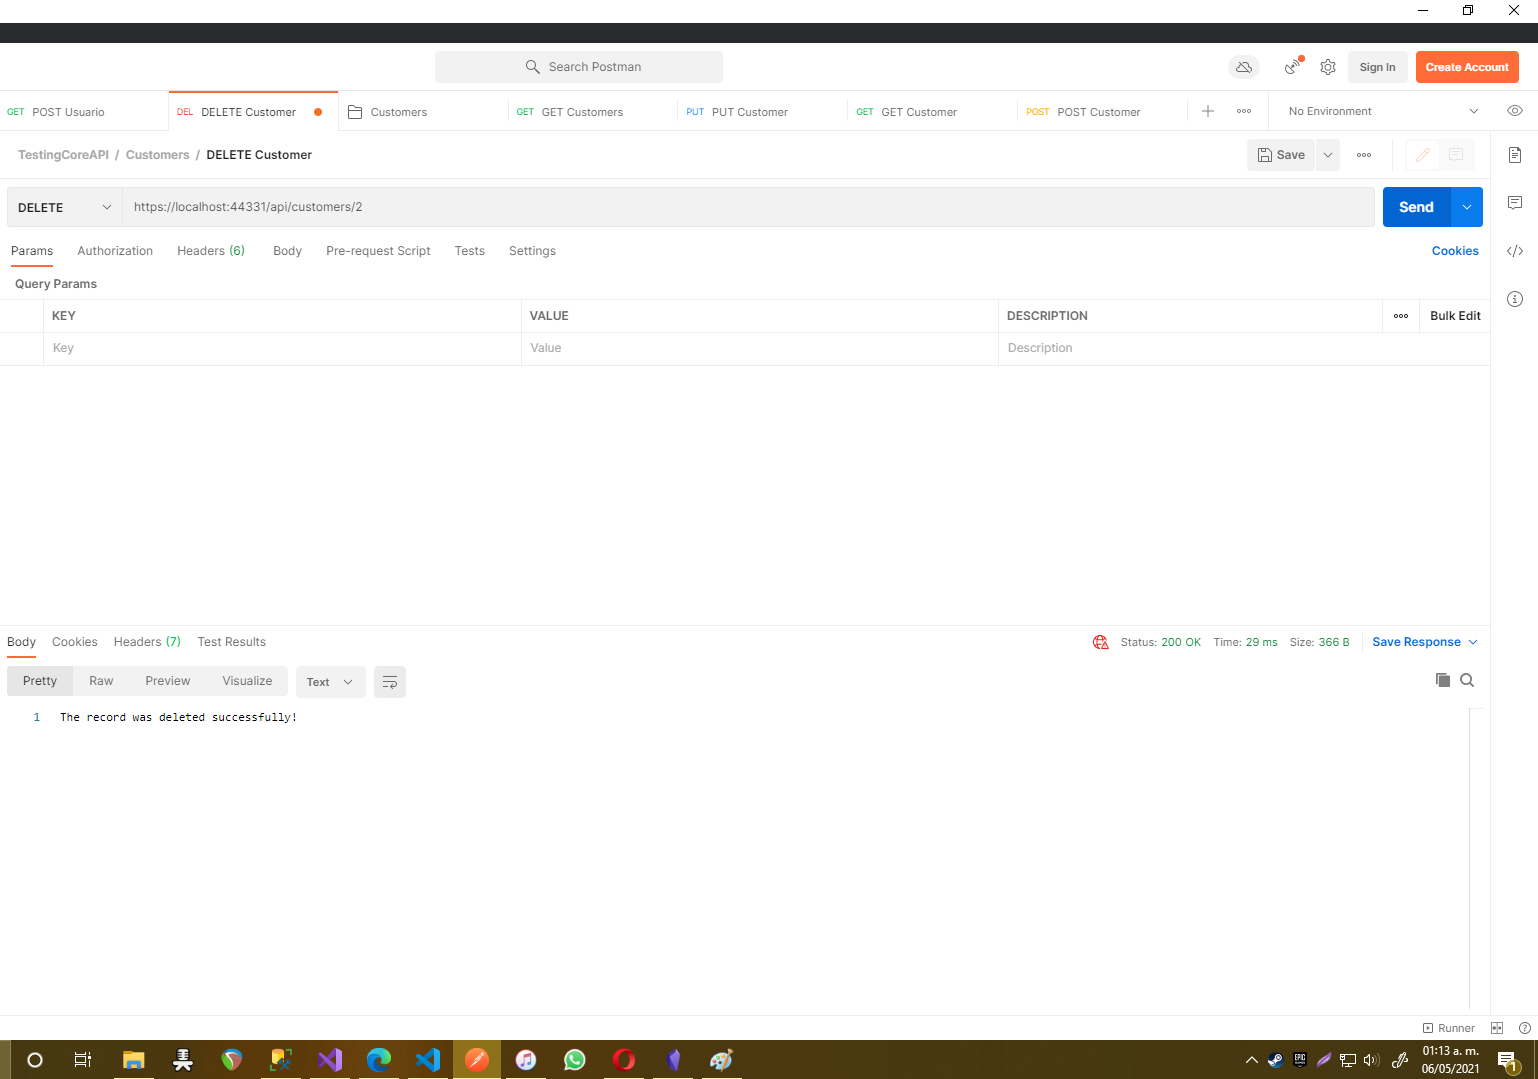 Search Postman
Sign In
Create Account
GET POST Usuario
DEL DELETE Customer
Customers
GET GET Customers
PUT PUT Customer
GET GET Customer
POST POST Customer
No Environment
TestingCoreAPI / Customers / DELETE Customer
Save
DELETE
https://localhost:44331/api/customers/2
Send
Params Authorization Headers (6) Body Pre-request Script Tests Settings
Cookies
Query Params
KEY VALUE DESCRIPTION
Bulk Edit
Key Value Description
Body Cookies Headers (7) Test Results
Status: 200 OK Time: 29 ms Size: 366 B
Save Response
Pretty Raw Preview Visualize
Text
1 The record was deleted successfully!
Runner
EPIC
01:13 a. m.
06/05/2021
1